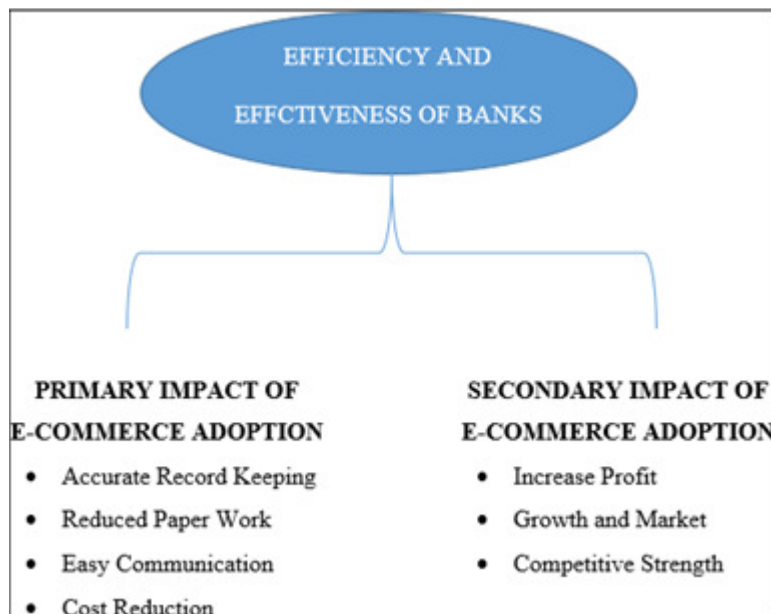 EFFICIENCY AND
EFFCTIVENESS OF BANKS
PRIMARY IMPACT OF
E-COMMERCE ADOPTION
• Accurate Record Keeping
• Reduced Paper Work
• Easy Communication
• Cost Reduction
SECONDARY IMPACT OF
E-COMMERCE ADOPTION
• Increase Profit
• Growth and Market
• Competitive Strength